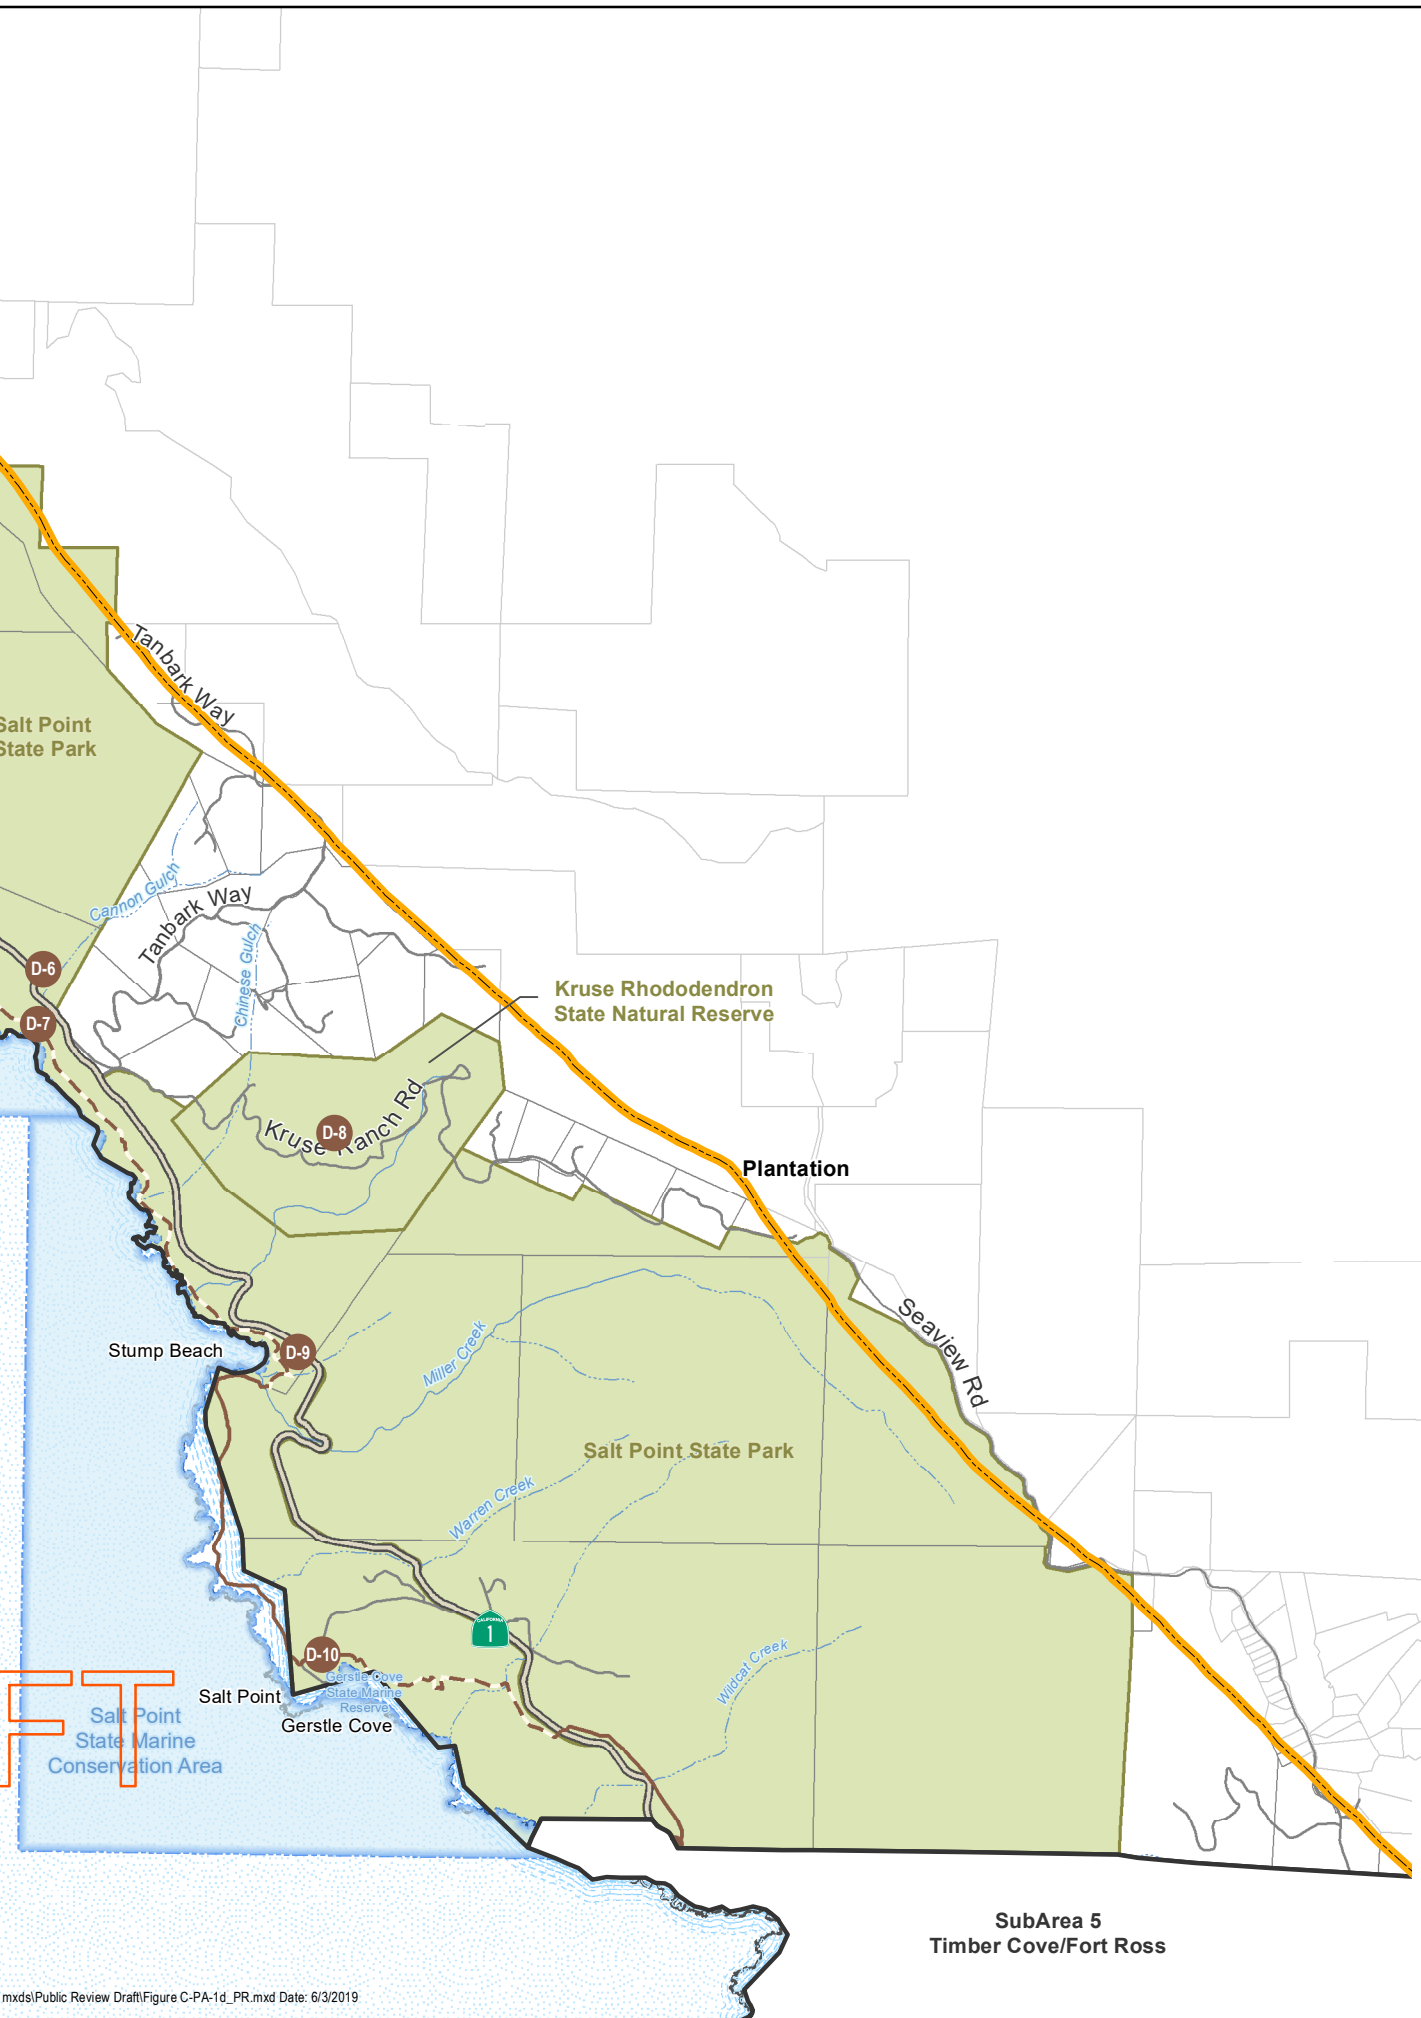 Tanbark Way
Salt Point
State Park
Cannon Gulch
Tanbark Way
Chinese Gulch
D-6
D-7
Kruse Rhododendron
State Natural Reserve
Kruse Ranch Rd
D-8
Plantation
Seaview Rd
Stump Beach
D-9
Miller Creek
Salt Point State Park
Warren Creek
CALIFORNIA
1
Wildcat Creek
D-10
Gerstle Cove
State Marine
Reserve
Salt Point
Gerstle Cove
FT
Salt Point
State Marine
Conservation Area
SubArea 5
Timber Cove/Fort Ross
mxds\Public Review Draft\Figure C-PA-1d_PR.mxd Date: 6/3/2019